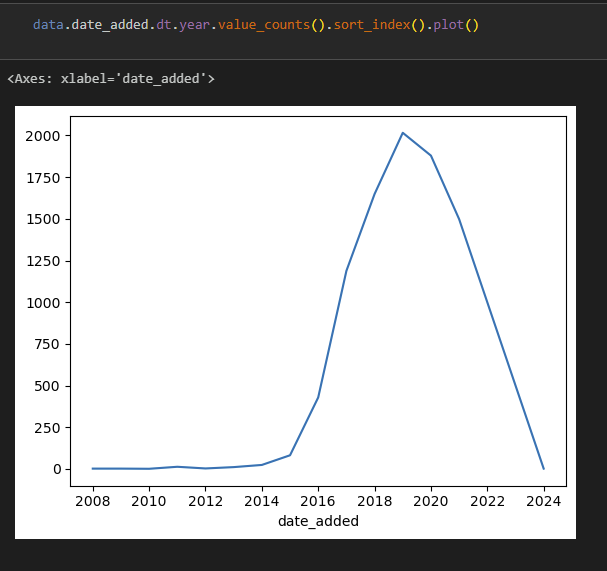 data.date_added.dt.year.value_counts().sort_index().plot()
<Axes: xlabel='date_added'>
2000
1750
1500
1250
1000
750
500
250
0
2008 2010 2012 2014 2016 2018 2020 2022 2024
date_added